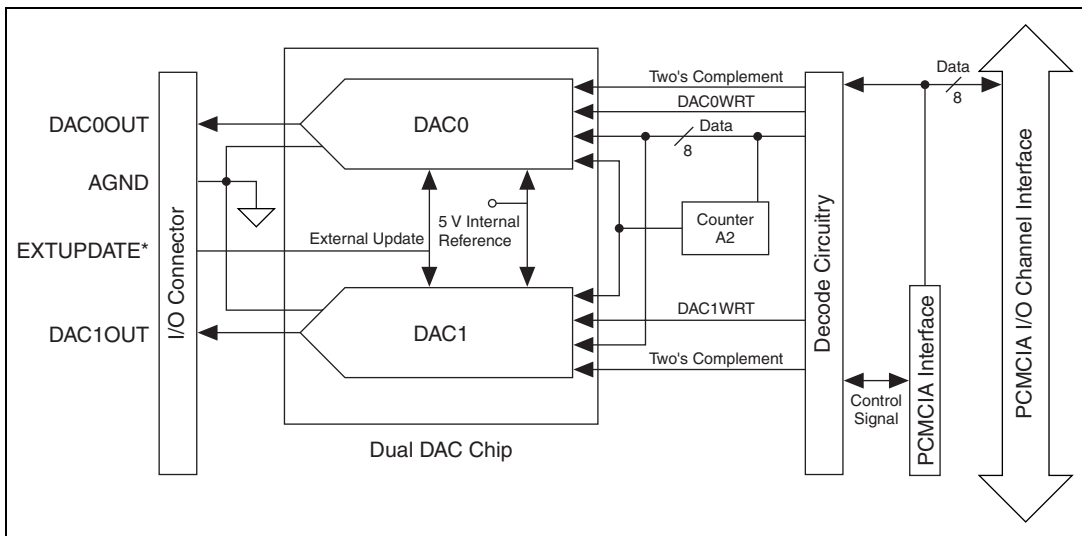 DAC0OUT
AGND
EXTUPDATE*
DAC1OUT
I/O Connector
DAC0
External Update
5 V Internal
Reference
DAC1
Dual DAC Chip
Two's Complement
DAC0WRT
Data
8
Counter
A2
DAC1WRT
Two's Complement
Decode Circuitry
Data
8
Control
Signal
PCMCIA Interface
PCMCIA I/O Channel Interface